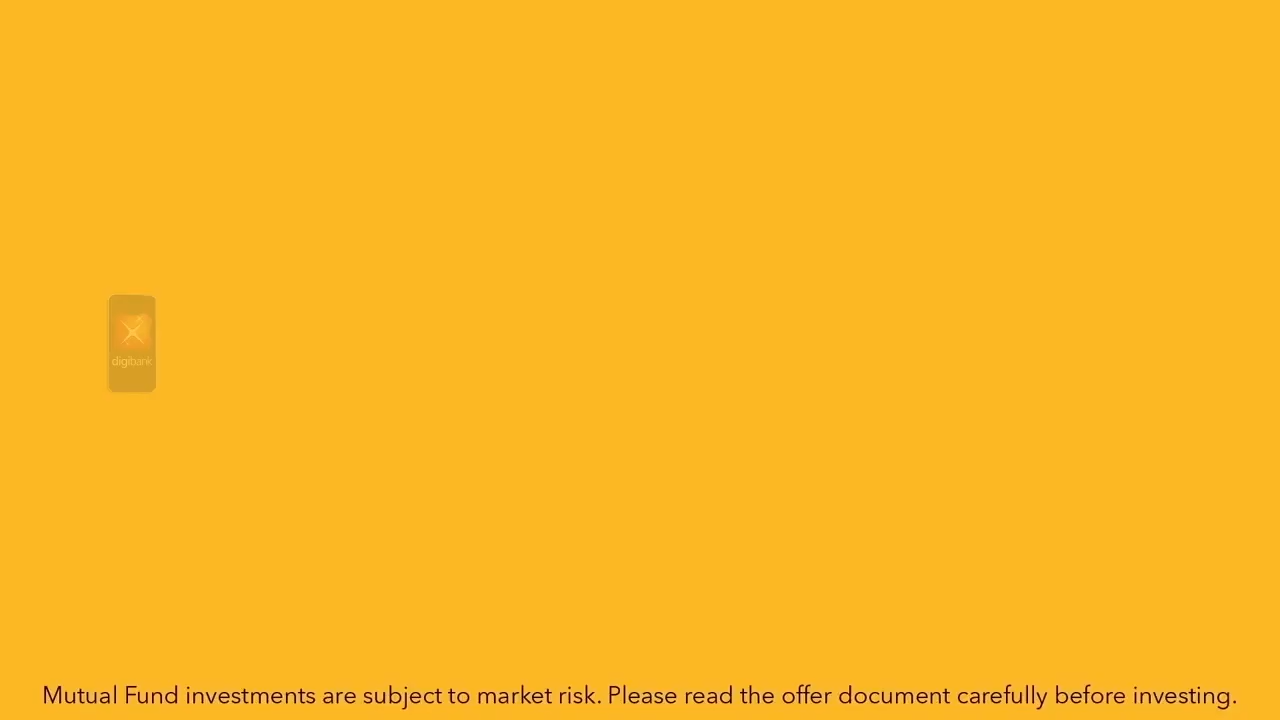 digibank
Mutual Fund investments are subject to market risk. Please read the offer document carefully before investing.